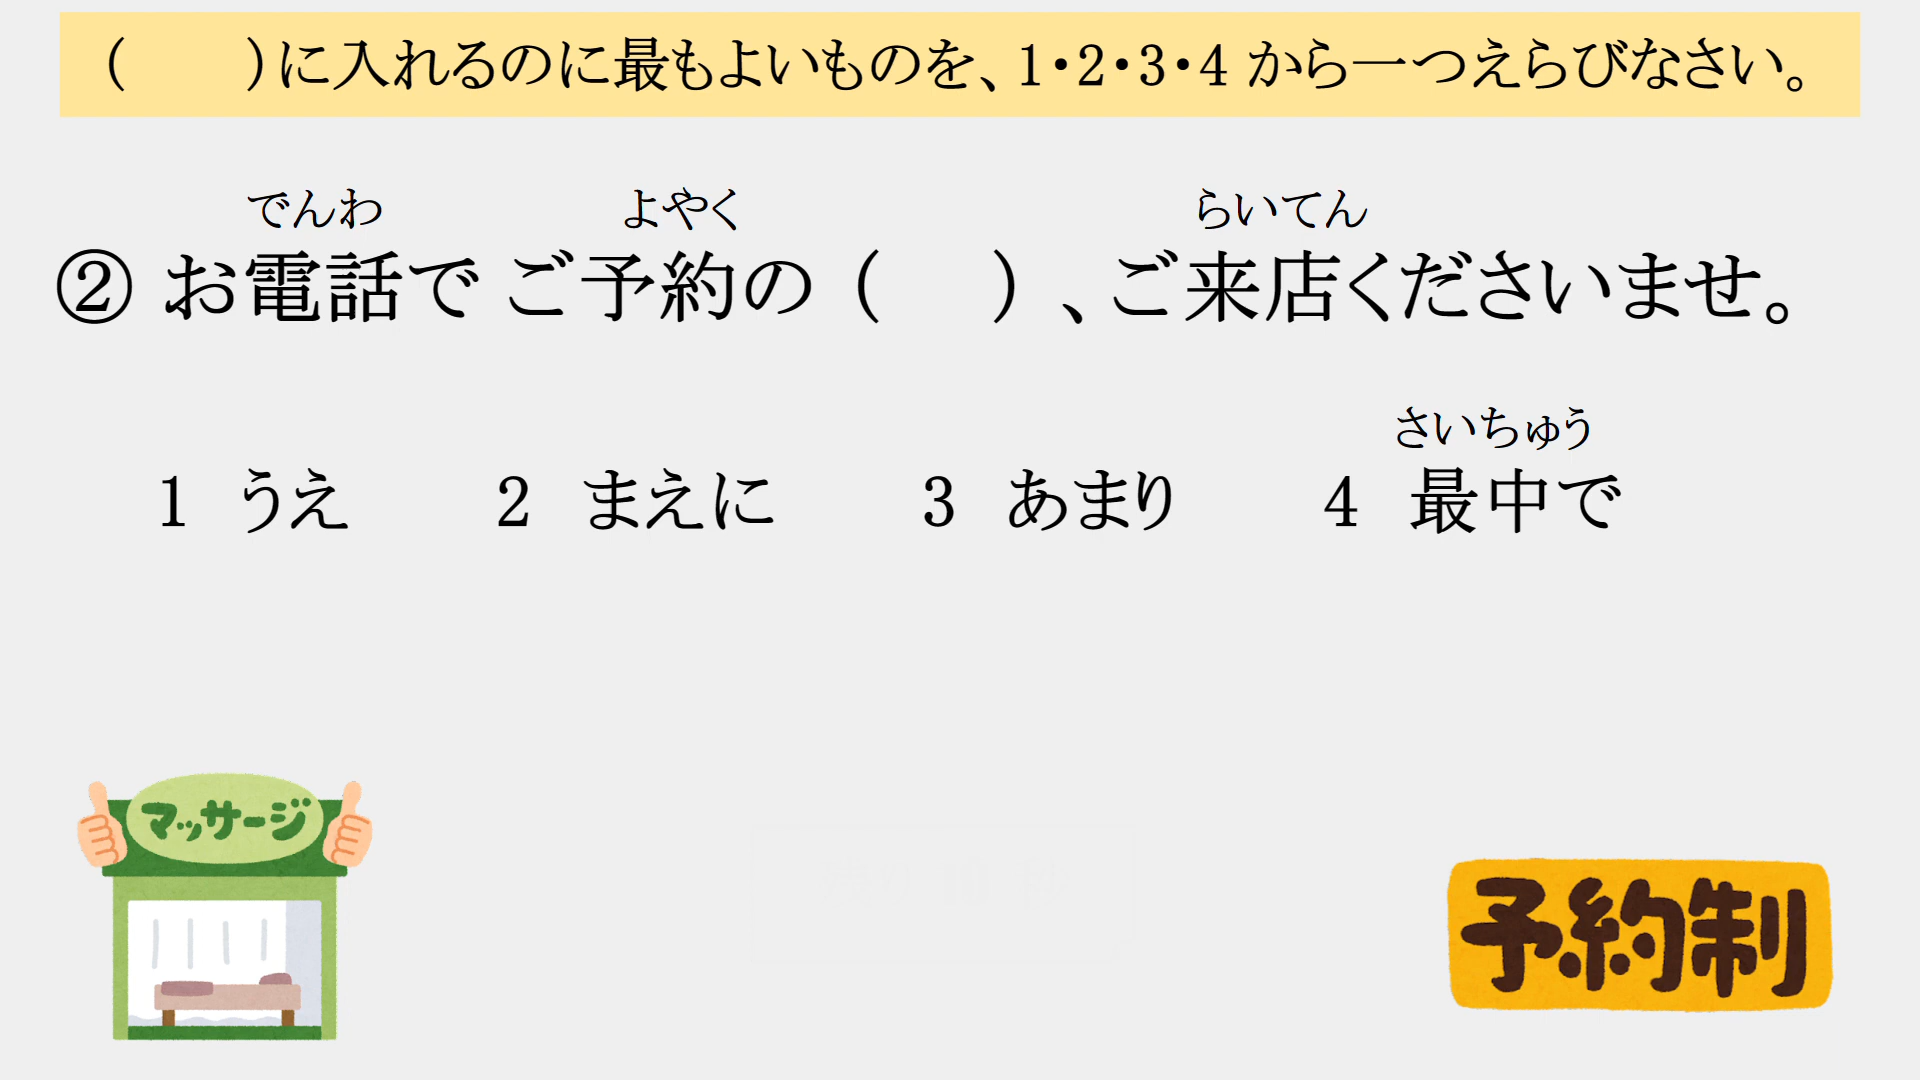 （　　）に入れるのに最もよいものを、1・2・3・4 から一つえらびなさい。
でんわ　よやく　らいてん
② お電話で ご予約の（　　）、ご来店くださいませ。
さいちゅう
1 うえ　2 まえに　3 あまり　4 最中で
マッサージ
予約制